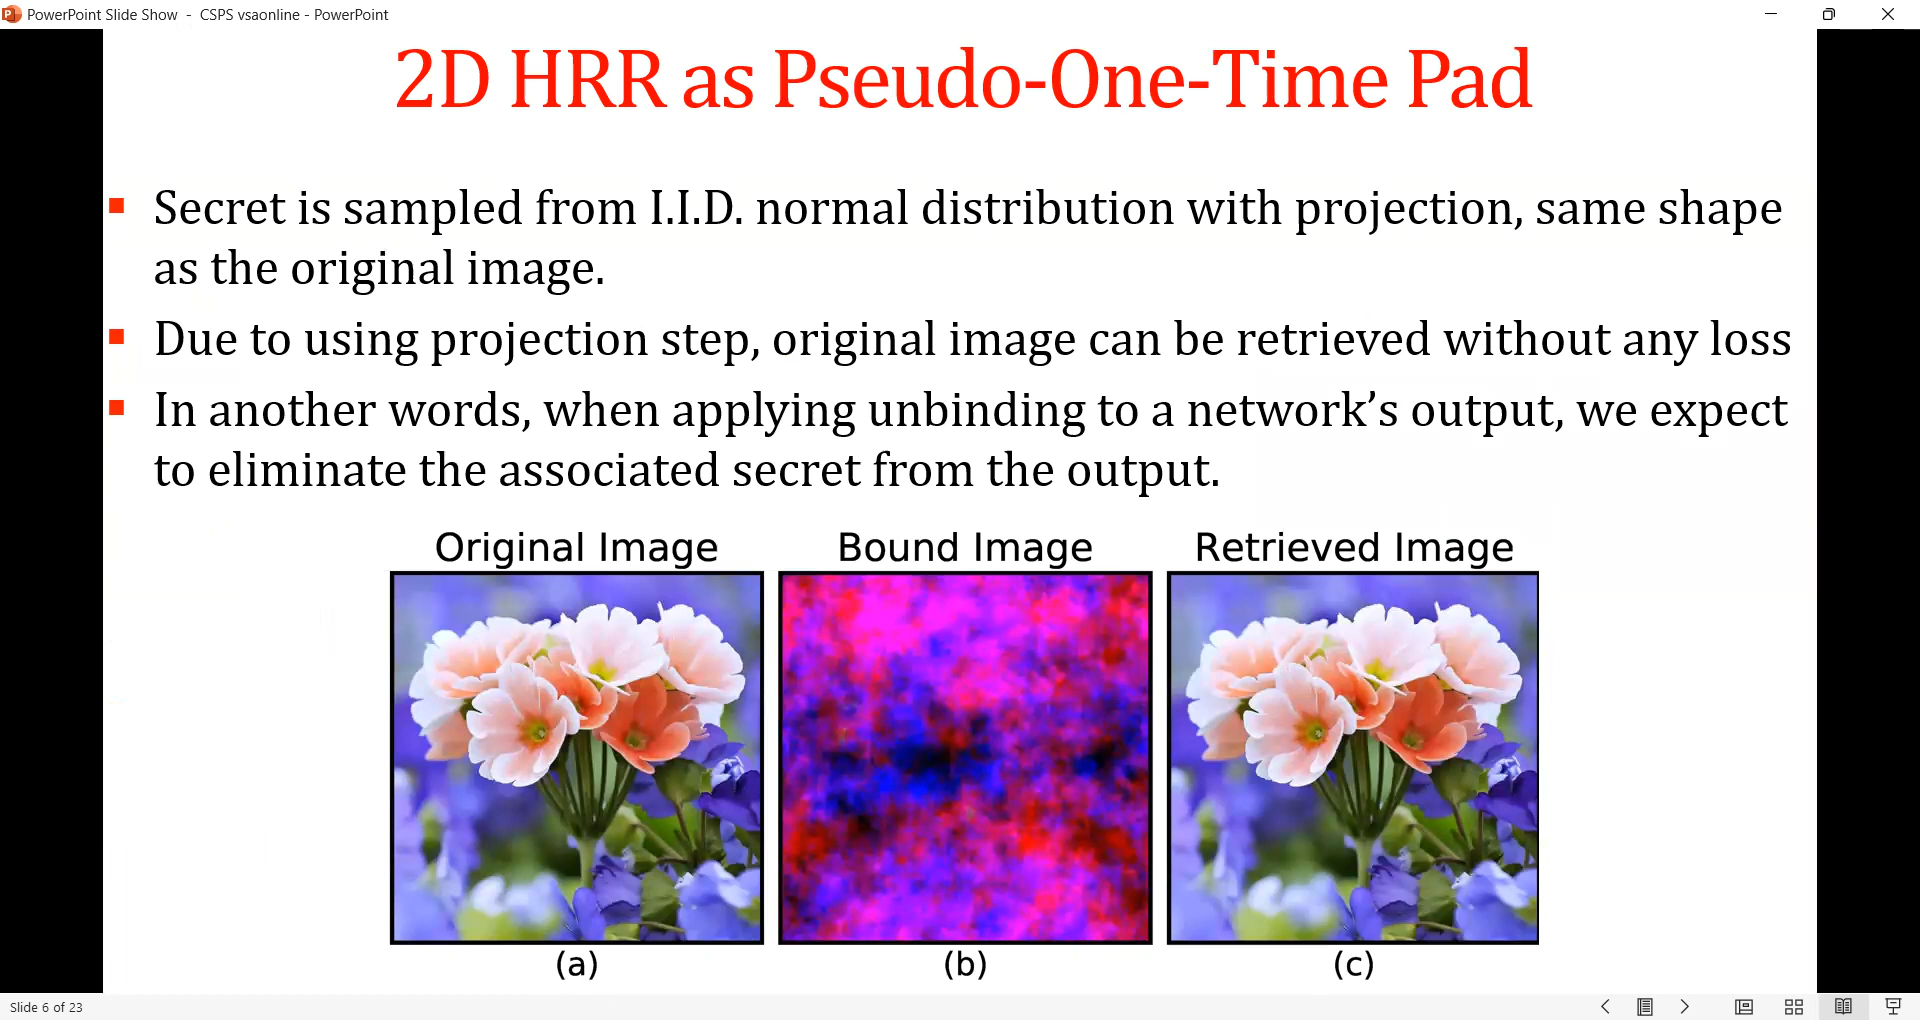 PowerPoint Slide Show - CSPS vsaonline - PowerPoint
2D HRR as Pseudo-One-Time Pad
Secret is sampled from I.I.D. normal distribution with projection, same shape
as the original image.
Due to using projection step, original image can be retrieved without any loss
In another words, when applying unbinding to a network’s output, we expect
to eliminate the associated secret from the output.
Original Image Bound Image Retrieved Image
(a) (b) (c)
Slide 6 of 23